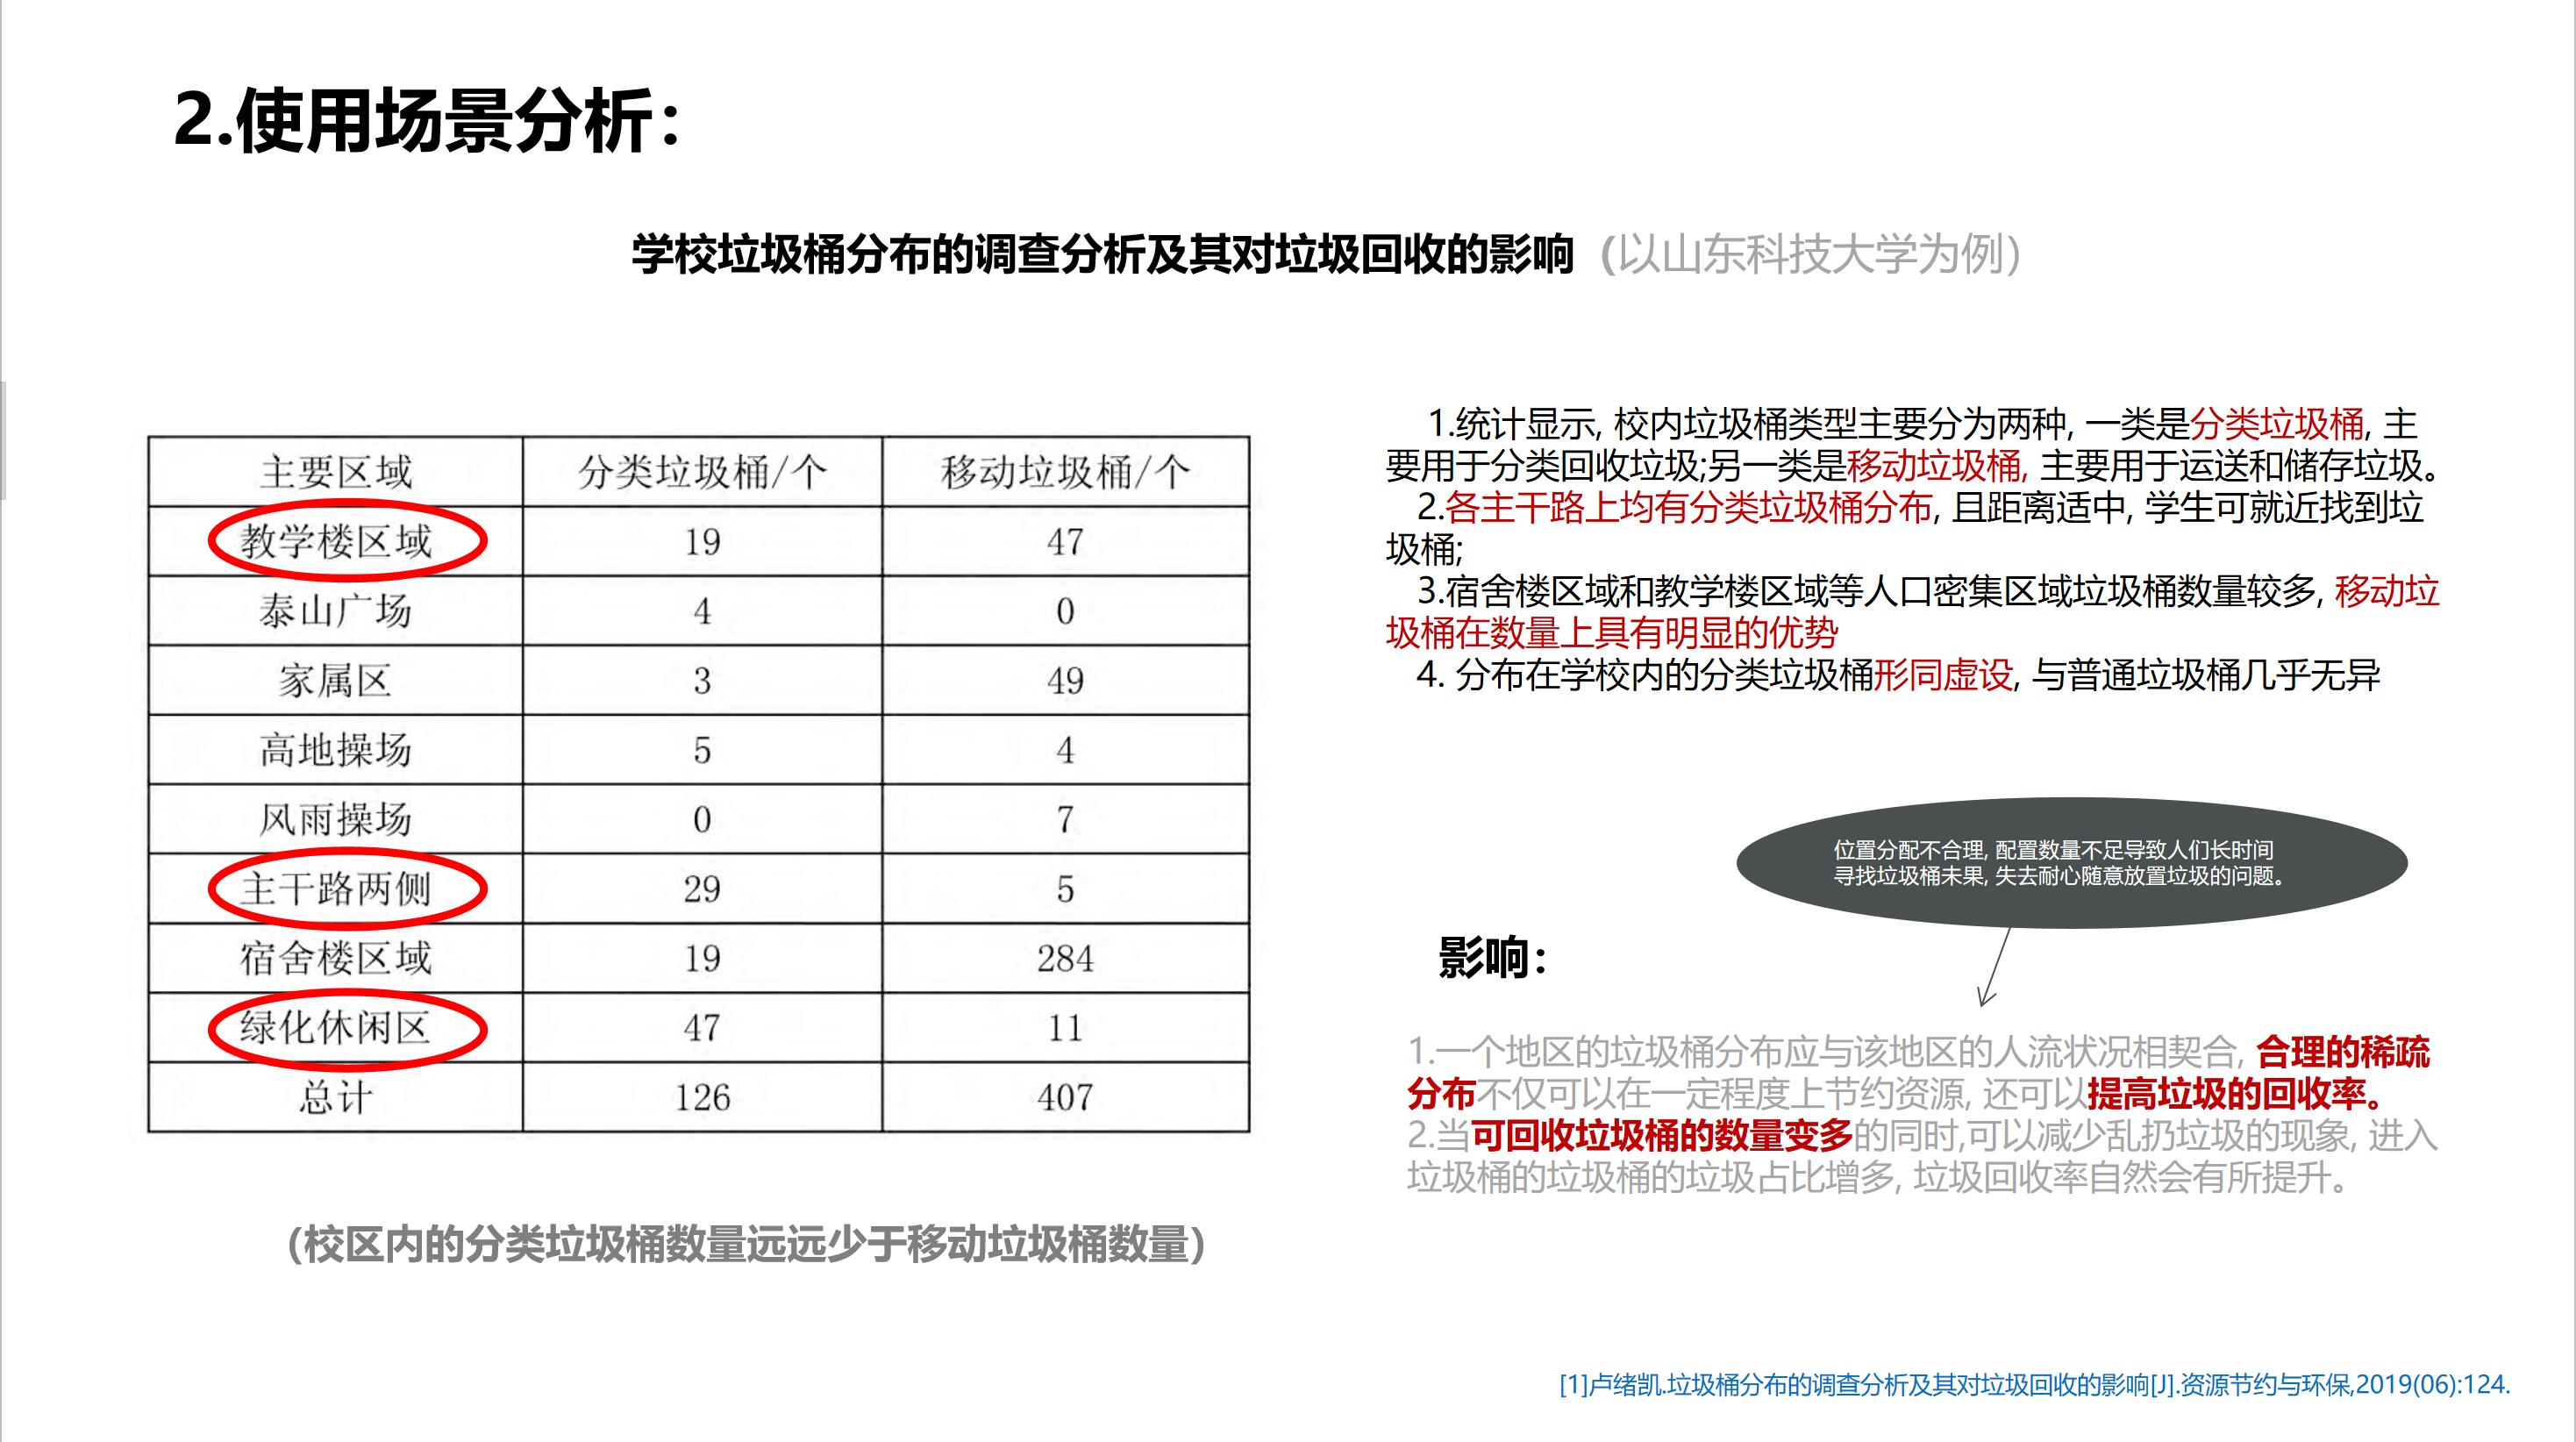 2.使用场景分析：
学校垃圾桶分布的调查分析及其对垃圾回收的影响（以山东科技大学为例）
主要区域 分类垃圾桶/个 移动垃圾桶/个
教学楼区域 19 47
泰山广场 4 0
家属区 3 49
高地操场 5 4
风雨操场 0 7
主干路两侧 29 5
宿舍楼区域 19 284
绿化休闲区 47 11
总计 126 407
(校区内的分类垃圾桶数量远远少于移动垃圾桶数量)
1.统计显示, 校内垃圾桶类型主要分为两种, 一类是分类垃圾桶, 主
要用于分类回收垃圾;另一类是移动垃圾桶, 主要用于运送和储存垃圾。
2.各主干路上均有分类垃圾桶分布, 且距离适中, 学生可就近找到垃
圾桶;
3.宿舍楼区域和教学楼区域等人口密集区域垃圾桶数量较多, 移动垃
圾桶在数量上具有明显的优势
4. 分布在学校内的分类垃圾桶形同虚设, 与普通垃圾桶几乎无异
位置分配不合理, 配置数量不足导致人们长时间
寻找垃圾桶未果, 失去耐心随意放置垃圾的问题。
影响：
1.一个地区的垃圾桶分布应与该地区的人流状况相契合, 合理的稀疏
分布不仅可以在一定程度上节约资源, 还可以提高垃圾的回收率。
2.当可回收垃圾桶的数量变多的同时,可以减少乱扔垃圾的现象, 进入
垃圾桶的垃圾桶的垃圾占比增多, 垃圾回收率自然会有所提升。
[1]卢绪凯.垃圾桶分布的调查分析及其对垃圾回收的影响[J].资源节约与环保,2019(06):124.